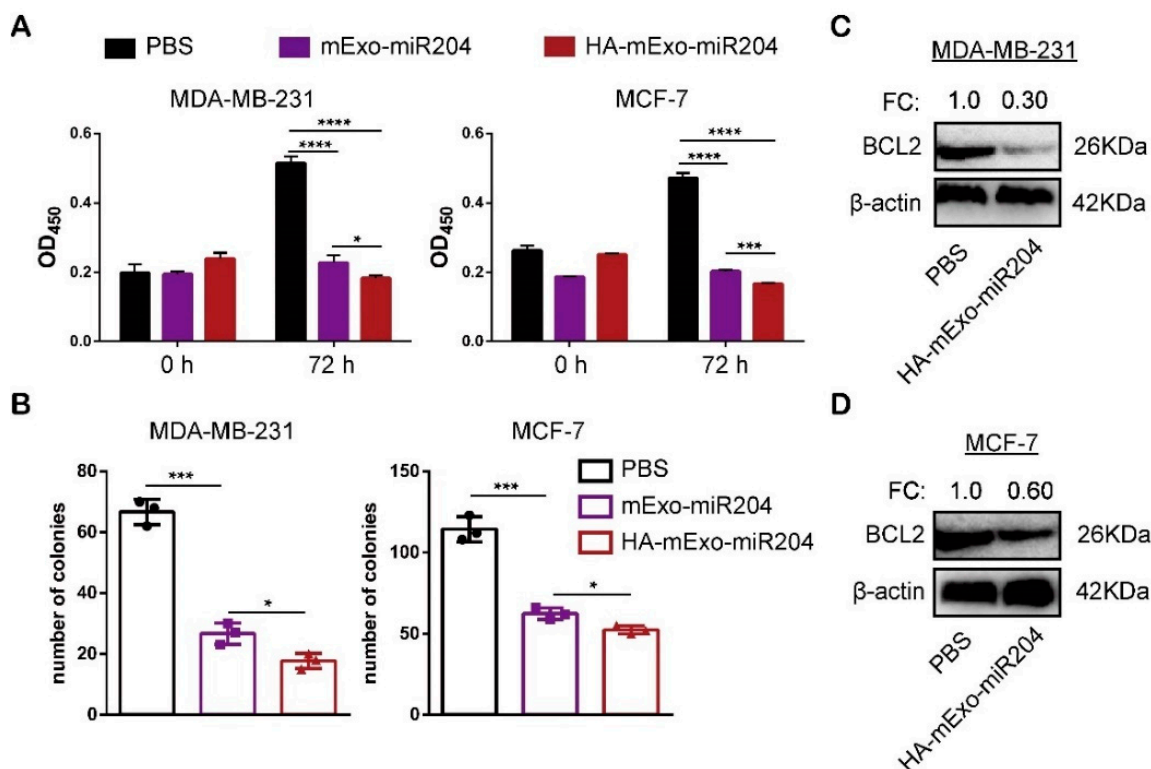 A
PBS mExo-miR204 HA-mExo-miR204
MDA-MB-231
OD450
0.6
0.4
0.2
0.0
****
****
*
0 h 72 h
MCF-7
OD450
0.6
0.4
0.2
0.0
****
****
***
0 h 72 h
B
MDA-MB-231
number of colonies
80
60
40
20
0
***
*
MCF-7
number of colonies
150
100
50
0
***
*
PBS
mExo-miR204
HA-mExo-miR204
C
MDA-MB-231
FC: 1.0 0.30
BCL2 26KDa
β-actin 42KDa
PBS
HA-mExo-miR204
D
MCF-7
FC: 1.0 0.60
BCL2 26KDa
β-actin 42KDa
PBS
HA-mExo-miR204